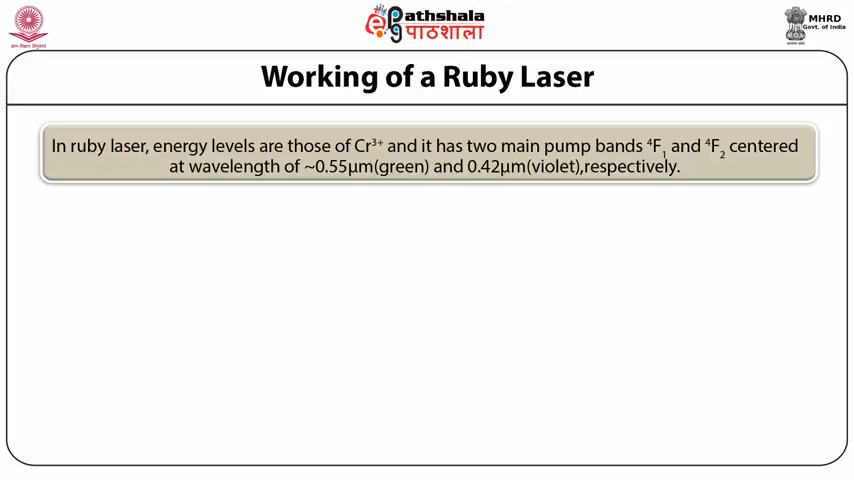 ePathshala
पाठशाला
MHRD
Govt. of India
Working of a Ruby Laser
In ruby laser, energy levels are those of Cr³⁺ and it has two main pump bands ⁴F₁ and ⁴F₂ centered
at wavelength of ~0.55µm(green) and 0.42µm(violet),respectively.